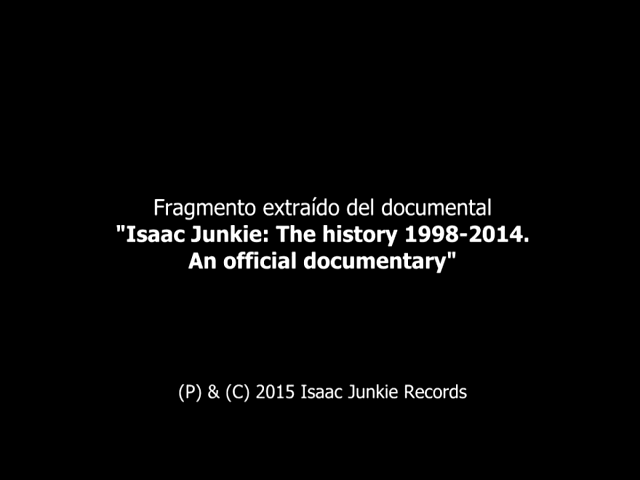 Fragmento extraído del documental
"Isaac Junkie: The history 1998-2014.
An official documentary"
(P) & (C) 2015 Isaac Junkie Records